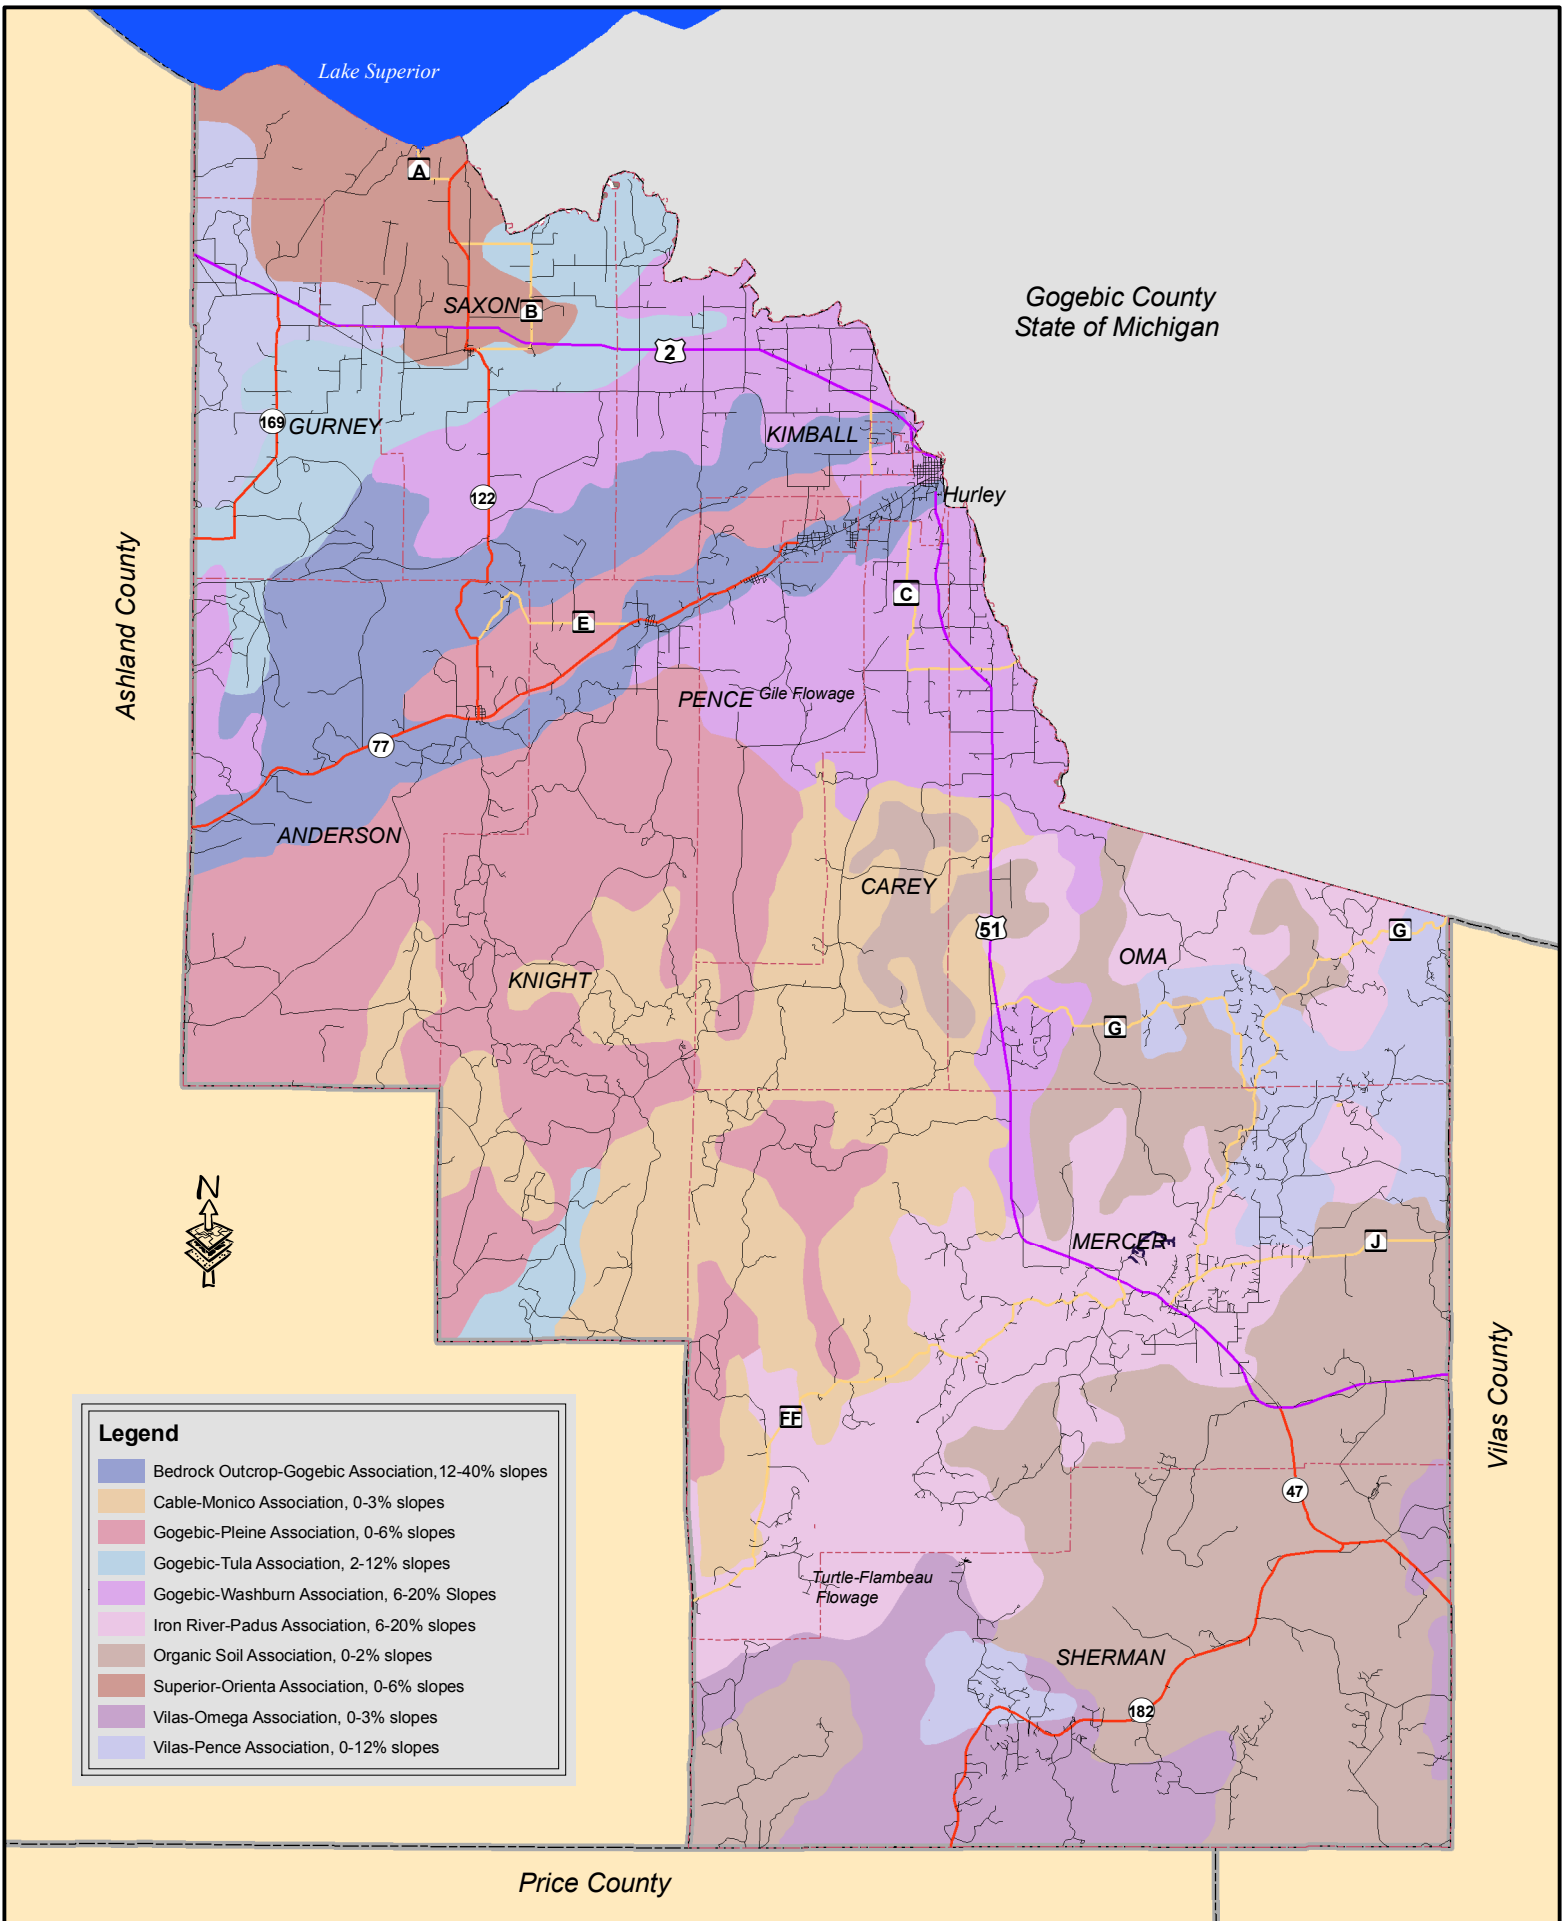 Lake Superior
A
SAXON
B
2
Gogebic County
State of Michigan
169
GURNEY
KIMBALL
122
Hurley
Ashland County
C
E
PENCE
Gile Flowage
77
ANDERSON
CAREY
51
G
OMA
KNIGHT
G
N
MERCER
J
Vilas County
FF
47
Turtle-Flambeau
Flowage
SHERMAN
182
Legend
Bedrock Outcrop-Gogebic Association,12-40% slopes
Cable-Monico Association, 0-3% slopes
Gogebic-Pleine Association, 0-6% slopes
Gogebic-Tula Association, 2-12% slopes
Gogebic-Washburn Association, 6-20% Slopes
Iron River-Padus Association, 6-20% slopes
Organic Soil Association, 0-2% slopes
Superior-Orienta Association, 0-6% slopes
Vilas-Omega Association, 0-3% slopes
Vilas-Pence Association, 0-12% slopes
Price County